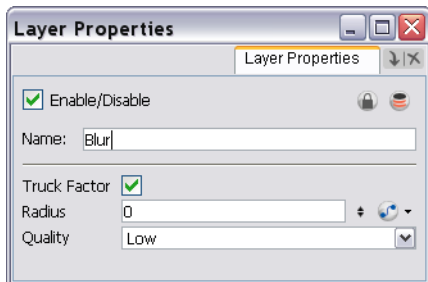 Layer Properties
Layer Properties
Enable/Disable
Name: Blur
Truck Factor
Radius 0
Quality Low